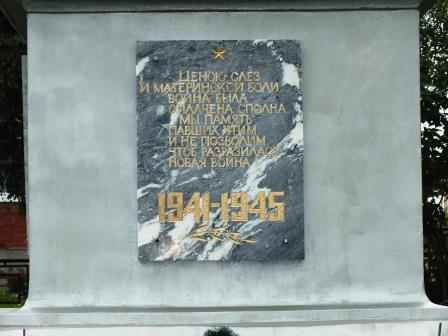 ЦЕНОЮ СЛЕЗ
И МАТЕРИНСКОЙ БОЛИ
ВОЙНА БЫЛА
ОПЛАЧЕНА СПОЛНА
МЫ ПАМЯТЬ
ПАВШИХ ЧТИМ
И НЕ ПОЗВОЛИМ
ЧТОБ РАЗРАЗИЛАСЬ
НОВАЯ ВОЙНА
1941-1945